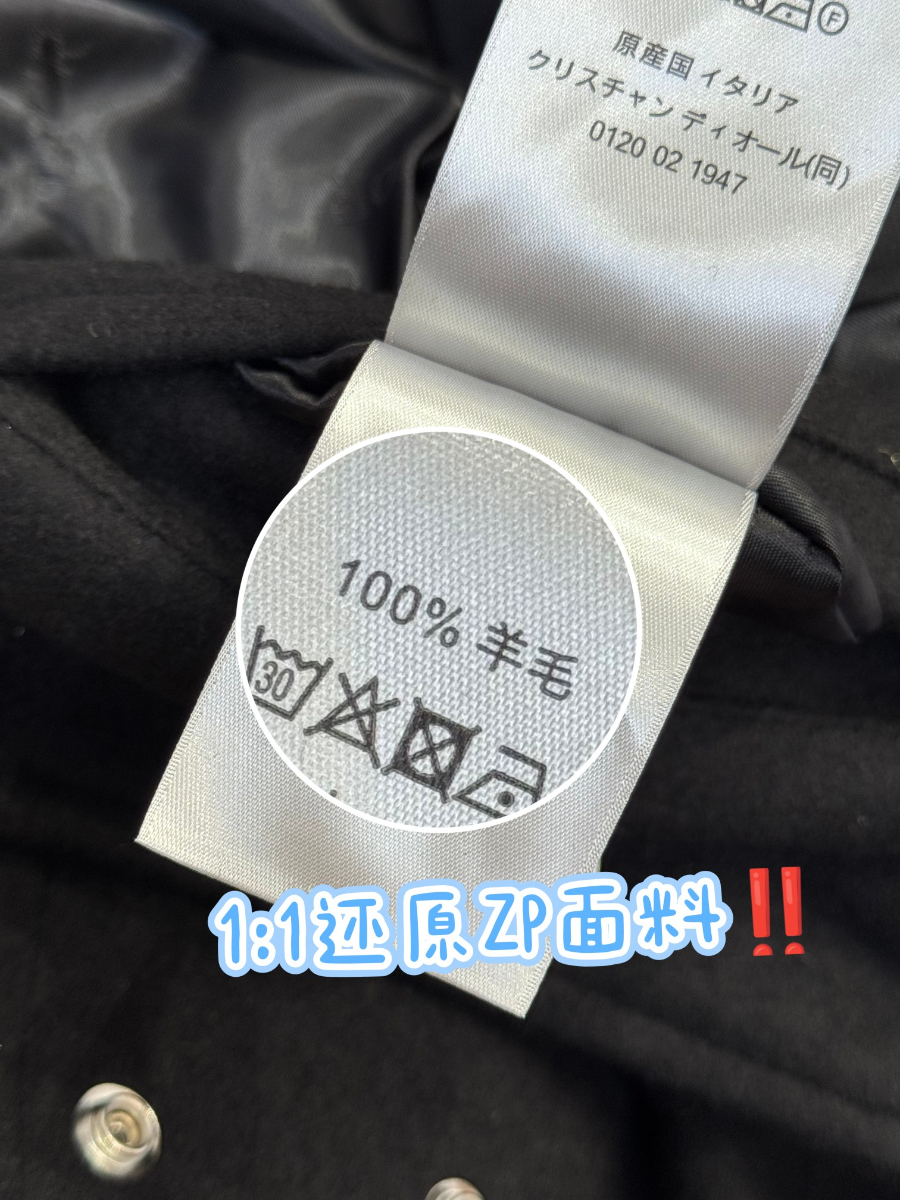 F
原産国 イタリア
クリスチャン ディオール(同)
0120 02 1947
100% 羊毛
30
1:1还原ZP面料‼️